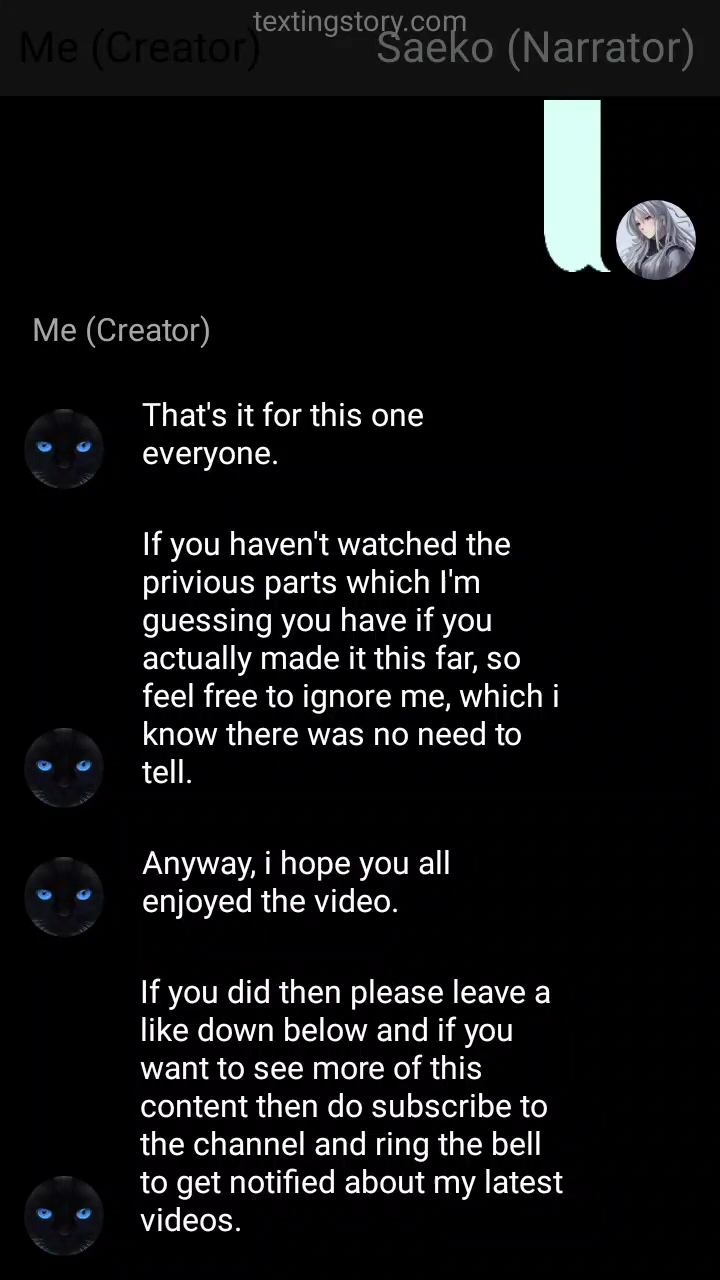 textingstory.com
Me (Creator)
Saeko (Narrator)
Me (Creator)
That's it for this one
everyone.
If you haven't watched the
privious parts which I'm
guessing you have if you
actually made it this far, so
feel free to ignore me, which i
know there was no need to
tell.
Anyway, i hope you all
enjoyed the video.
If you did then please leave a
like down below and if you
want to see more of this
content then do subscribe to
the channel and ring the bell
to get notified about my latest
videos.